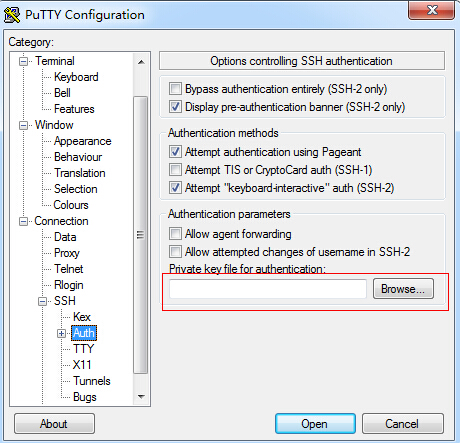 PuTTY Configuration
Category:
Terminal
Keyboard
Bell
Features
Window
Appearance
Behaviour
Translation
Selection
Colours
Connection
Data
Proxy
Telnet
Rlogin
SSH
Kex
Auth
TTY
X11
Tunnels
Bugs
Options controlling SSH authentication
Bypass authentication entirely (SSH-2 only)
Display pre-authentication banner (SSH-2 only)
Authentication methods
Attempt authentication using Pageant
Attempt TIS or CryptoCard auth (SSH-1)
Attempt "keyboard-interactive" auth (SSH-2)
Authentication parameters
Allow agent forwarding
Allow attempted changes of username in SSH-2
Private key file for authentication:
Browse...
About
Open
Cancel